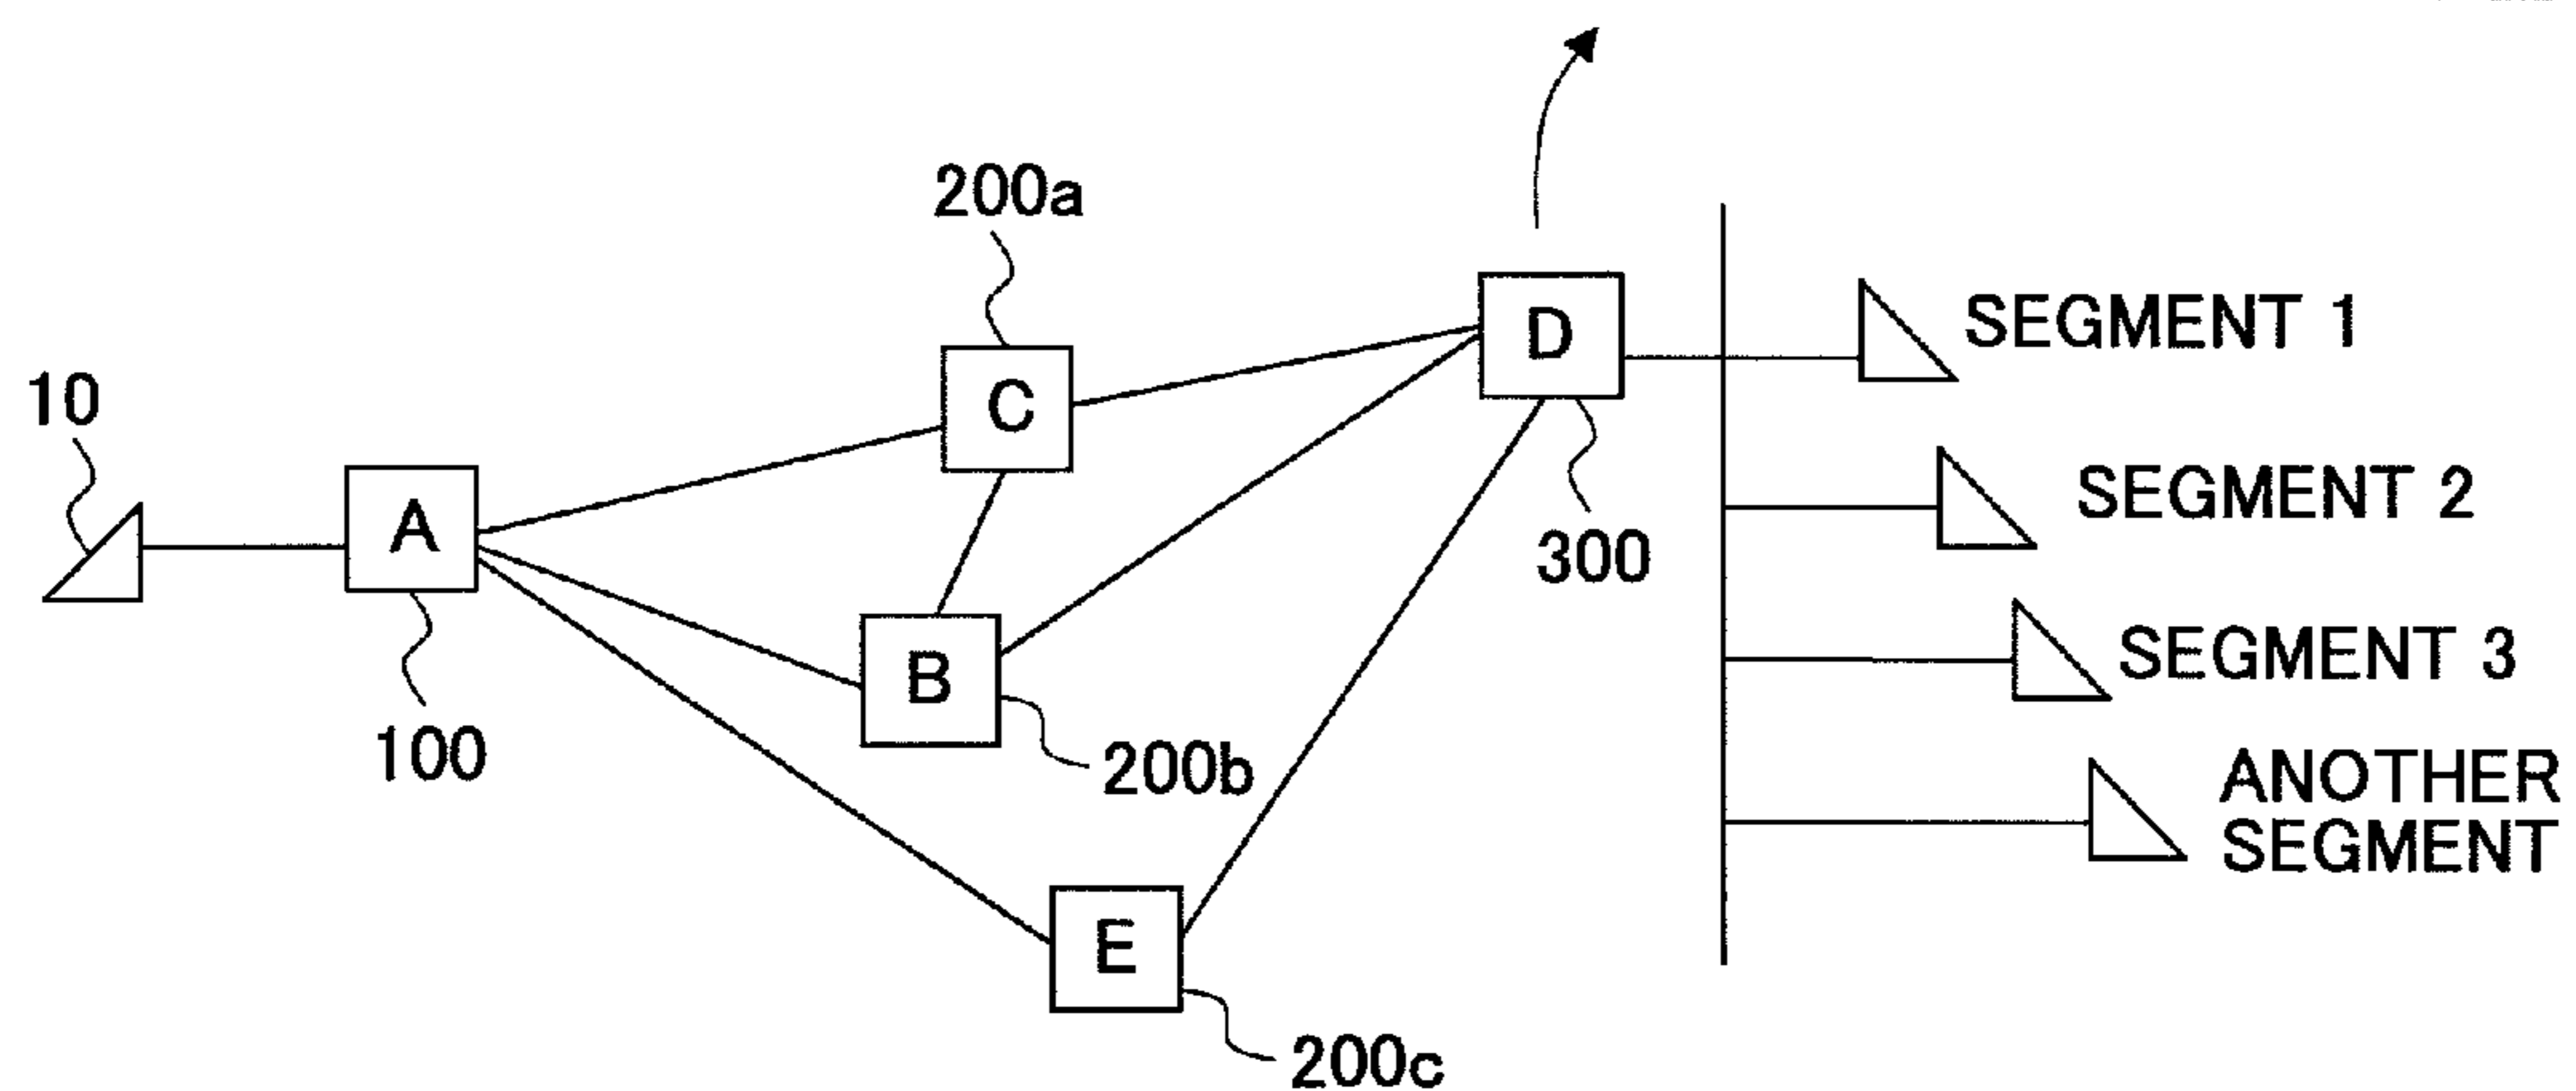 200a
10
C
D
SEGMENT 1
A
SEGMENT 2
300
B
SEGMENT 3
100
200b
ANOTHER
SEGMENT
E
200c